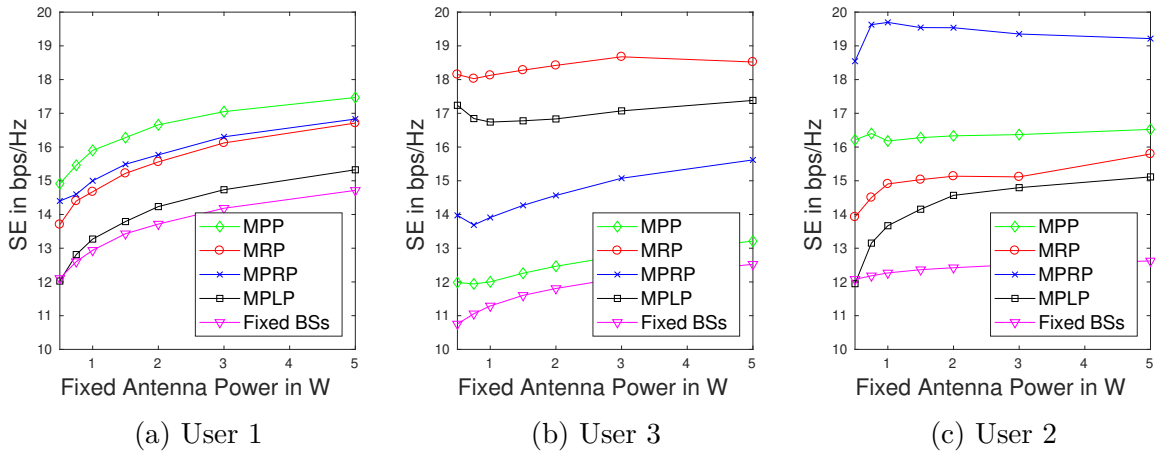 20
19
18
17
16
15
14
13
12
11
10
SE in bps/Hz
MPP
MRP
MPRP
MPLP
Fixed BSs
1 2 3 4 5
Fixed Antenna Power in W
(a) User 1
20
19
18
17
16
15
14
13
12
11
10
SE in bps/Hz
MPP
MRP
MPRP
MPLP
Fixed BSs
1 2 3 4 5
Fixed Antenna Power in W
(b) User 3
20
19
18
17
16
15
14
13
12
11
10
SE in bps/Hz
MPP
MRP
MPRP
MPLP
Fixed BSs
1 2 3 4 5
Fixed Antenna Power in W
(c) User 2